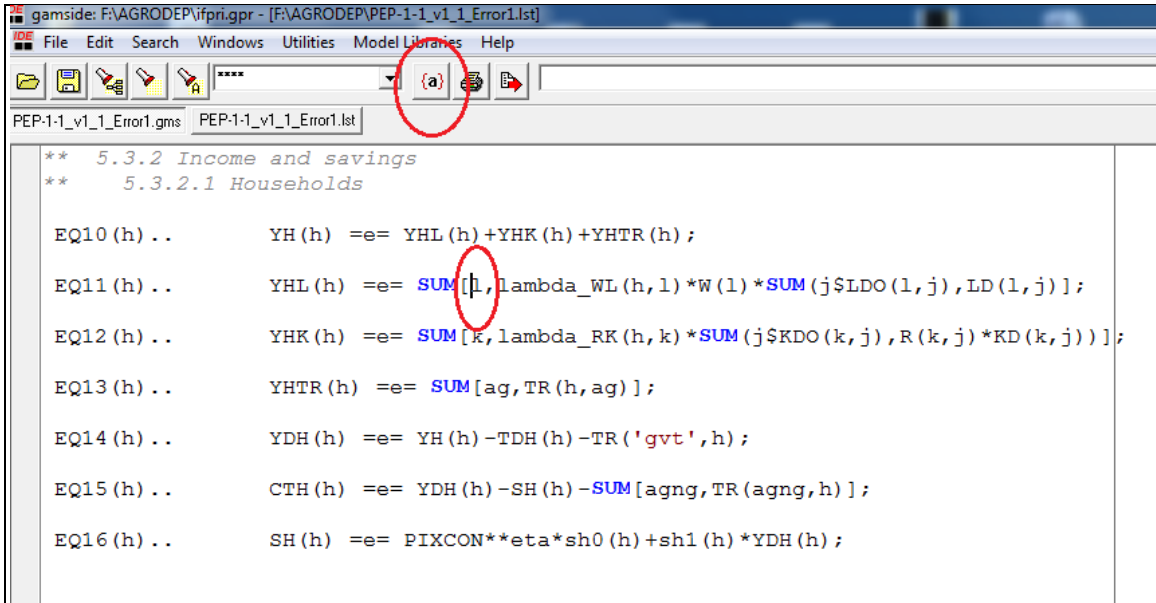 IDE gamside: F:\AGRODEP\ifpri.gpr - [F:\AGRODEP\PEP-1-1_v1_1_Error1.lst]
IDE File Edit Search Windows Utilities Model Libraries Help
**** {a}
PEP-1-1_v1_1_Error1.gms PEP-1-1_v1_1_Error1.lst
** 5.3.2 Income and savings
** 5.3.2.1 Households
EQ10(h).. YH(h) =e= YHL(h)+YHK(h)+YHTR(h);
EQ11(h).. YHL(h) =e= SUM[l,lambda_WL(h,l)*W(l)*SUM(j$LDO(l,j),LD(l,j)];
EQ12(h).. YHK(h) =e= SUM[k,lambda_RK(h,k)*SUM(j$KDO(k,j),R(k,j)*KD(k,j))];
EQ13(h).. YHTR(h) =e= SUM[ag,TR(h,ag)];
EQ14(h).. YDH(h) =e= YH(h)-TDH(h)-TR('gvt',h);
EQ15(h).. CTH(h) =e= YDH(h)-SH(h)-SUM[agng,TR(agng,h)];
EQ16(h).. SH(h) =e= PIXCON**eta*sh0(h)+sh1(h)*YDH(h);